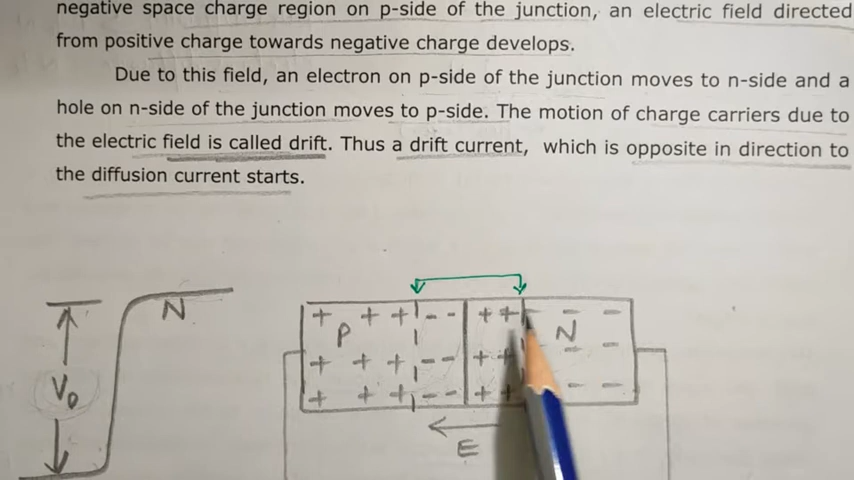 negative space charge region on p-side of the junction, an electric field directed
from positive charge towards negative charge develops.
Due to this field, an electron on p-side of the junction moves to n-side and a
hole on n-side of the junction moves to p-side. The motion of charge carriers due to
the electric field is called drift. Thus a drift current, which is opposite in direction to
the diffusion current starts.
N
V₀
+ + + - - + + - - -
P N
+ + + - - + + - -
+ + + - - + + - -
E